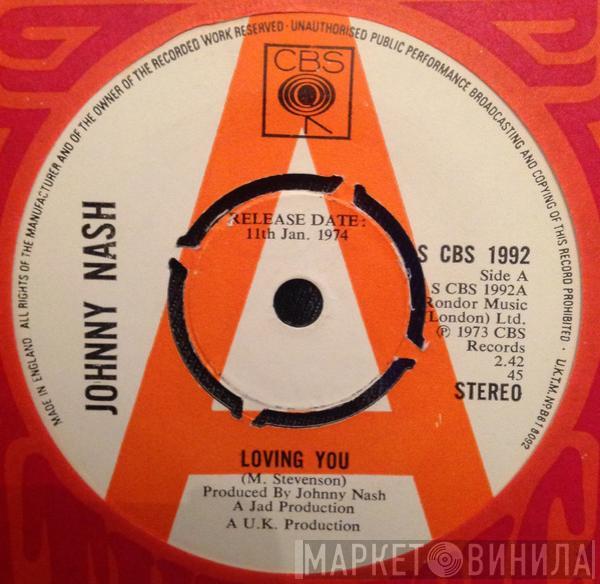 MADE IN ENGLAND ALL RIGHTS OF THE MANUFACTURER AND OF THE OWNER OF THE RECORDED WORK RESERVED · UNAUTHORISED PUBLIC PERFORMANCE BROADCASTING AND COPYING OF THIS RECORD PROHIBITED · U.K.T.M. Nº B818092
CBS
JOHNNY NASH
RELEASE DATE:
11th Jan. 1974
S CBS 1992
Side A
S CBS 1992A
Rondor Music
(London) Ltd.
℗ 1973 CBS
Records
2.42
45
STEREO
A
LOVING YOU
(M. Stevenson)
Produced By Johnny Nash
A Jad Production
A U.K. Production
МАРКЕТ ВИНИЛА